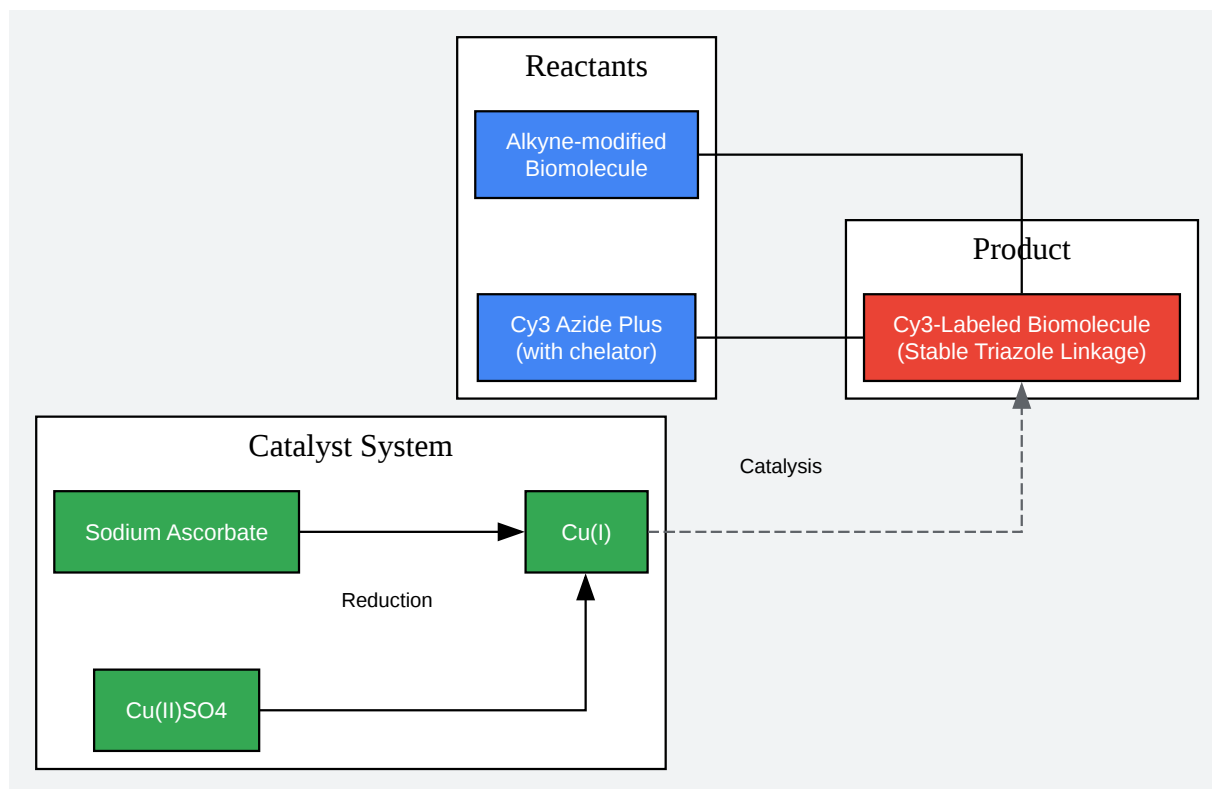 Reactants
Alkyne-modified
Biomolecule
Product
Cy3 Azide Plus
(with chelator)
Cy3-Labeled Biomolecule
(Stable Triazole Linkage)
Catalyst System
Catalysis
Sodium Ascorbate
Cu(I)
Reduction
Cu(II)SO4